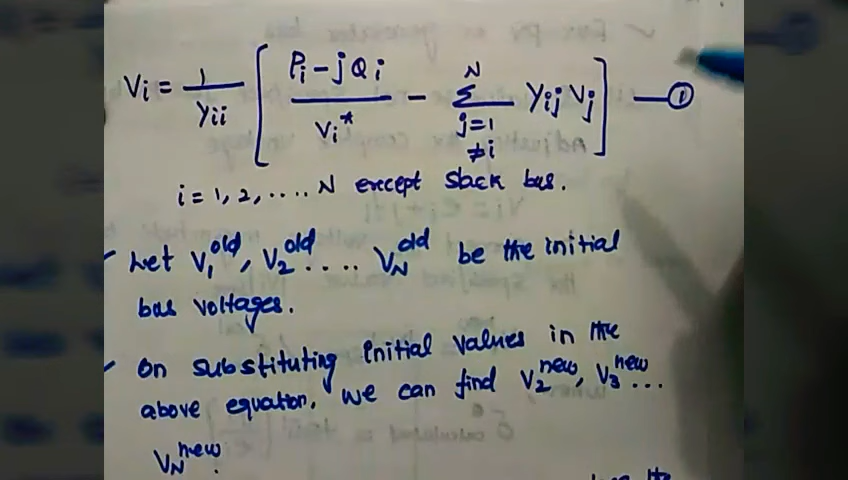 Vi = 1/Yii [ Pi - jQi / Vi* - N Σ j=1 ≠i Yij Vj ] — ①
i = 1, 2, .... N except slack bus.
Let V1^old, V2^old .... VN^old be the initial
bus voltages.
On substituting initial values in the
above equation, we can find V2^new, V3^new ...
VN^new.